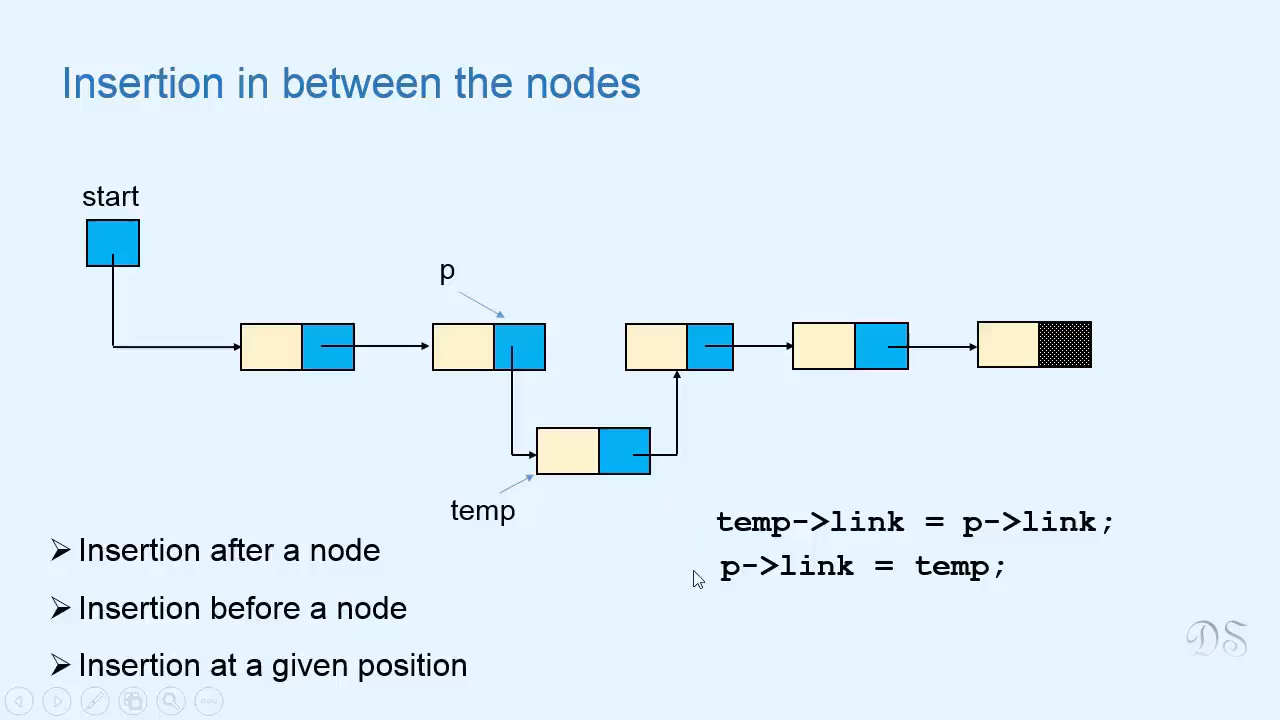 Insertion in between the nodes
start
p
temp
temp->link = p->link;
p->link = temp;
➢ Insertion after a node
➢ Insertion before a node
➢ Insertion at a given position
DS